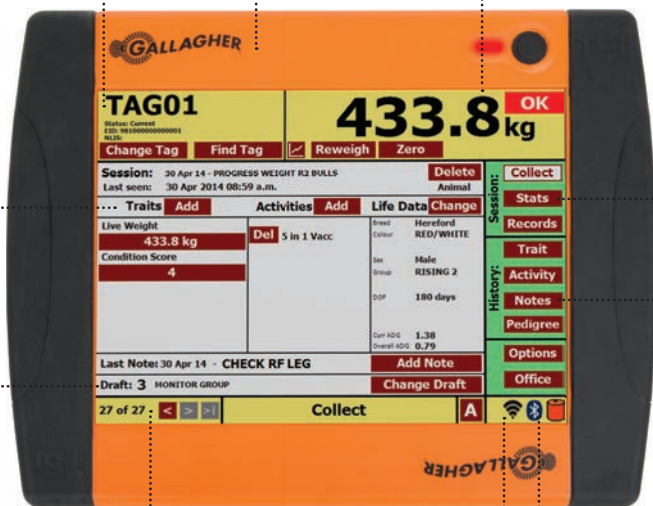 GALLAGHER
TAG01
Status: Current
EID: 981000000000001
NLIS:
Change Tag Find Tag
433.8 kg
OK
Reweigh Zero
Session: 30 Apr 14 - PROGRESS WEIGHT R2 BULLS Delete
Last seen: 30 Apr 2014 08:59 a.m. Animal
Traits Add Activities Add Life Data Change
Live Weight
433.8 kg
Condition Score
4
Del 5 in 1 Vacc
Breed Hereford
Colour RED/WHITE
Sex Male
Group RISING 2
DOF 180 days
Curr ADG 1.38
Overall ADG 0.79
Last Note: 30 Apr 14 - CHECK RF LEG Add Note
Draft: 3 MONITOR GROUP Change Draft
27 of 27 < > >| Collect A
Session:
Collect
Stats
Records
History:
Trait
Activity
Notes
Pedigree
Options
Office
GALLAGHER